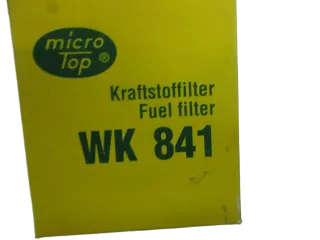 micro
Top ®
Kraftstoffilter
Fuel filter
WK 841